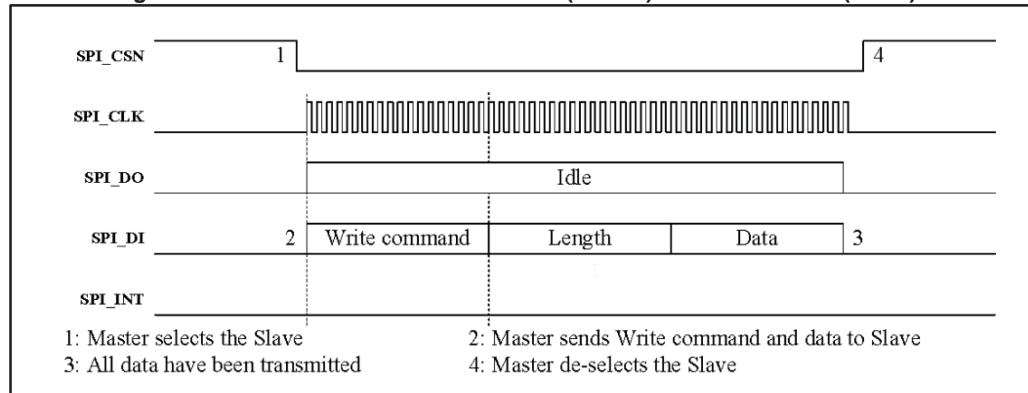 SPI_CSN 1 4
SPI_CLK
SPI_DO Idle
SPI_DI 2 Write command Length Data 3
SPI_INT
1: Master selects the Slave 2: Master sends Write command and data to Slave
3: All data have been transmitted 4: Master de-selects the Slave